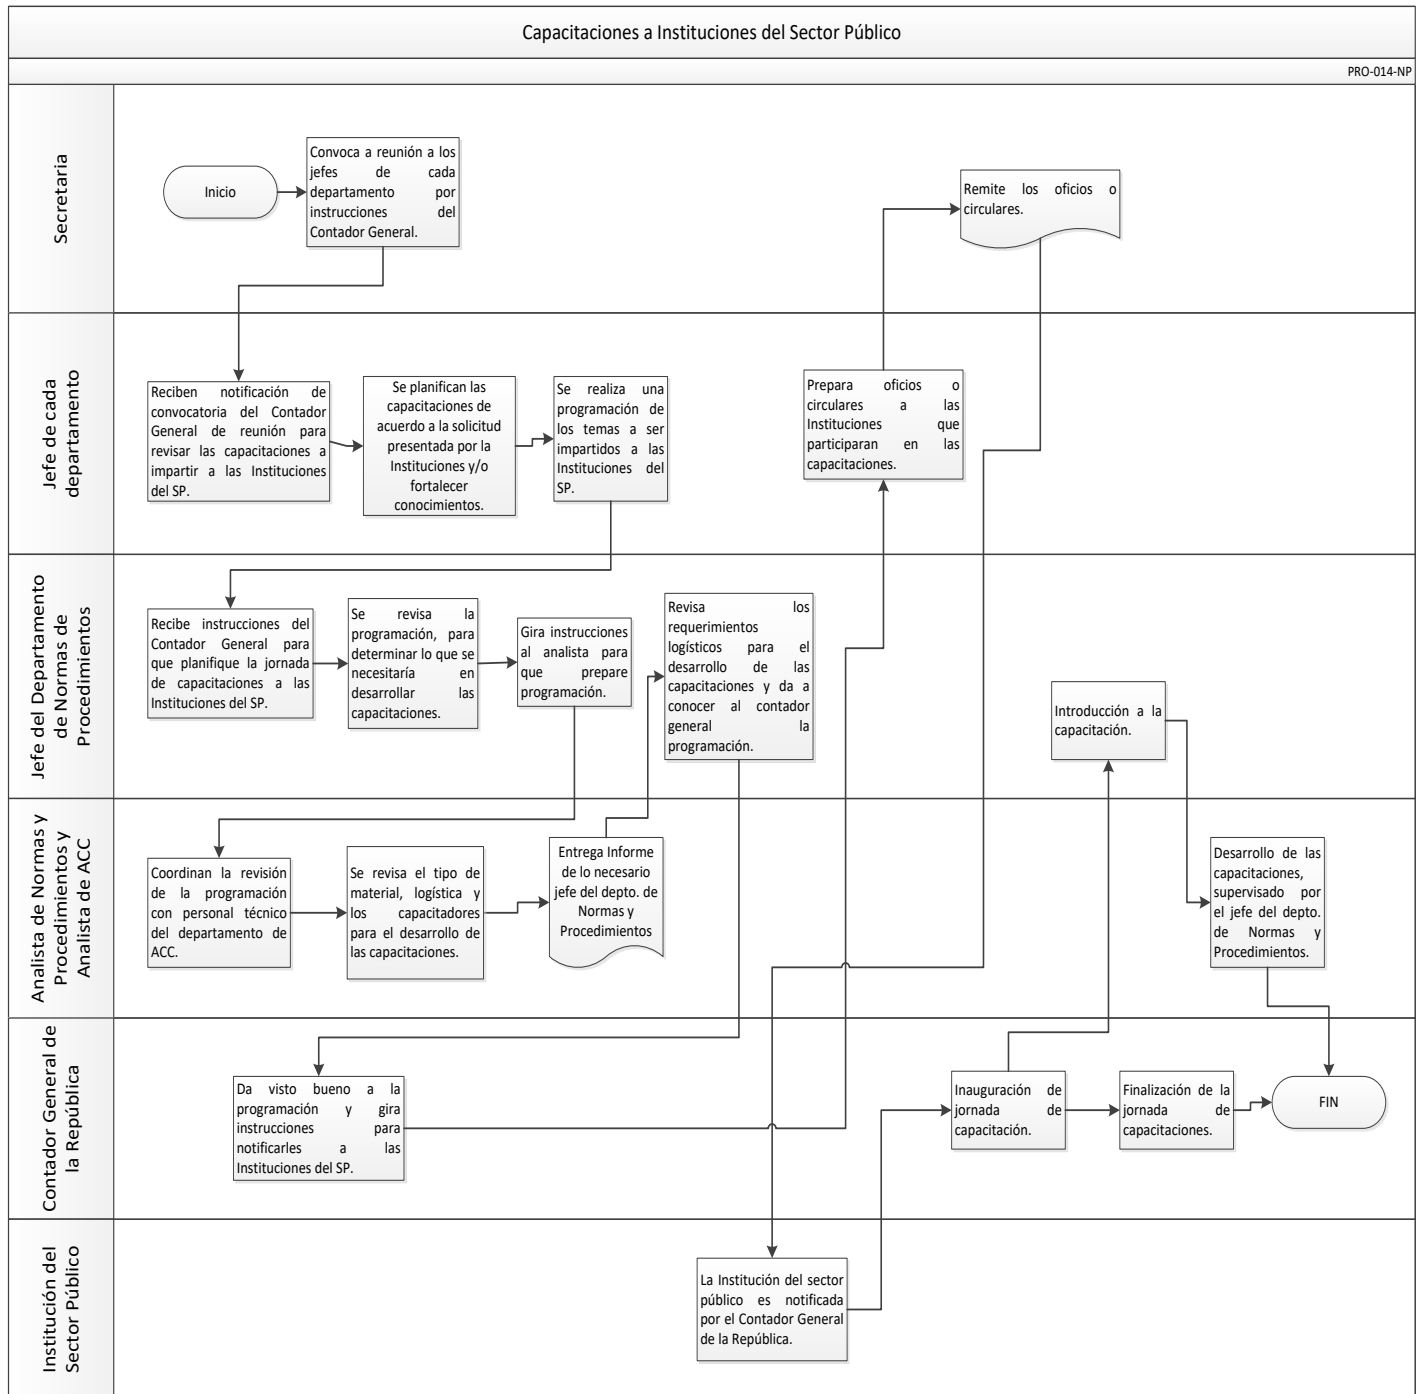 Capacitaciones a Instituciones del Sector Público
PRO-014-NP
Secretaria
Inicio
Convoca a reunión a los
jefes de cada
departamento por
instrucciones del
Contador General.
Remite los oficios o
circulares.
Jefe de cada
departamento
Reciben notificación de
convocatoria del Contador
General de reunión para
revisar las capacitaciones a
impartir a las Instituciones
del SP.
Se planifican las
capacitaciones de
acuerdo a la solicitud
presentada por la
Instituciones y/o
fortalecer
conocimientos.
Se realiza una
programación de
los temas a ser
impartidos a las
Instituciones del
SP.
Prepara oficios o
circulares a las
Instituciones que
participaran en las
capacitaciones.
Jefe del Departamento
de Normas de
Procedimientos
Recibe instrucciones del
Contador General para
que planifique la jornada
de capacitaciones a las
Instituciones del SP.
Se revisa la
programación, para
determinar lo que se
necesitaría en
desarrollar las
capacitaciones.
Gira instrucciones
al analista para
que prepare
programación.
Revisa los
requerimientos
logísticos para el
desarrollo de las
capacitaciones y da a
conocer al contador
general la
programación.
Introducción a la
capacitación.
Analista de Normas y
Procedimientos y
Analista de ACC
Coordinan la revisión
de la programación
con personal técnico
del departamento de
ACC.
Se revisa el tipo de
material, logística y
los capacitadores
para el desarrollo de
las capacitaciones.
Entrega Informe
de lo necesario
jefe del depto. de
Normas y
Procedimientos
Desarrollo de las
capacitaciones,
supervisado por
el jefe del depto.
de Normas y
Procedimientos.
Contador General de
la República
Da visto bueno a la
programación y gira
instrucciones para
notificarles a las
Instituciones del SP.
Inauguración de
jornada de
capacitación.
Finalización de la
jornada de
capacitaciones.
FIN
Institución del
Sector Público
La Institución del sector
público es notificada
por el Contador General
de la República.